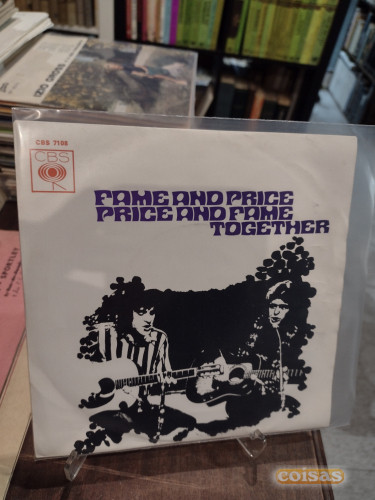 CBS 7108
CBS
FAME AND PRICE
PRICE AND FAME
TOGETHER
coisas